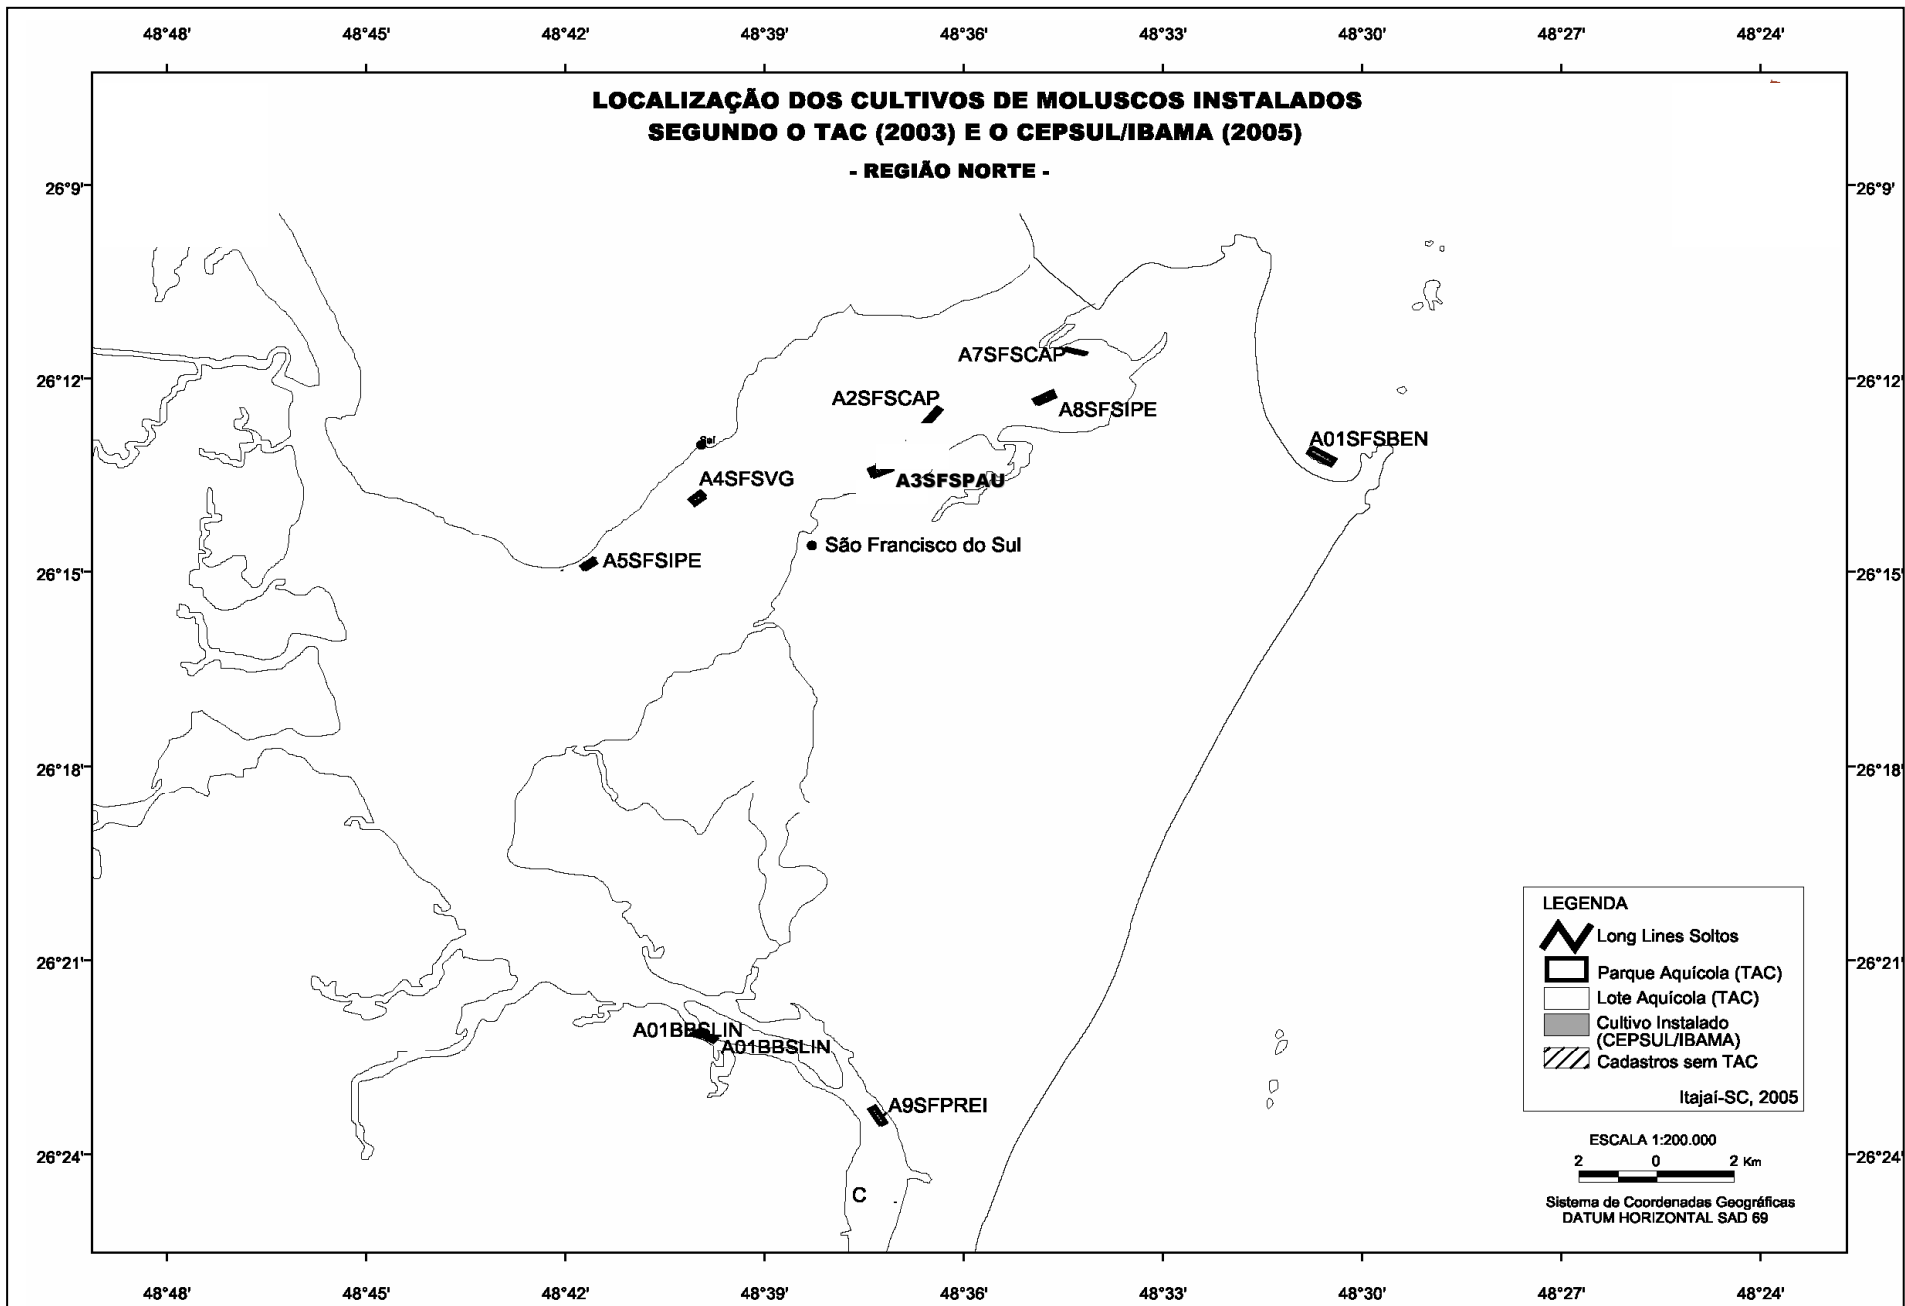 48°48' 48°45' 48°42' 48°39' 48°36' 48°33' 48°30' 48°27' 48°24'
LOCALIZAÇÃO DOS CULTIVOS DE MOLUSCOS INSTALADOS
SEGUNDO O TAC (2003) E O CEPSUL/IBAMA (2005)
- REGIÃO NORTE -
26°9' 26°9'
A7SFSCAP
26°12' 26°12'
A2SFSCAP
A8SFSIPE
A01SFSBEN
Saí
A4SFSVG
A3SFSPAU
São Francisco do Sul
A5SFSIPE
26°15' 26°15'
26°18' 26°18'
LEGENDA
Long Lines Soltos
26°21' 26°21'
Parque Aquícola (TAC)
Lote Aquícola (TAC)
Cultivo Instalado
(CEPSUL/IBAMA)
Cadastros sem TAC
Itajaí-SC, 2005
A01BBSLIN
A01BBSLIN
A9SFPREI
ESCALA 1:200.000
26°24' 26°24'
2 0 2 Km
C
Sistema de Coordenadas Geográficas
DATUM HORIZONTAL SAD 69
48°48' 48°45' 48°42' 48°39' 48°36' 48°33' 48°30' 48°27' 48°24'